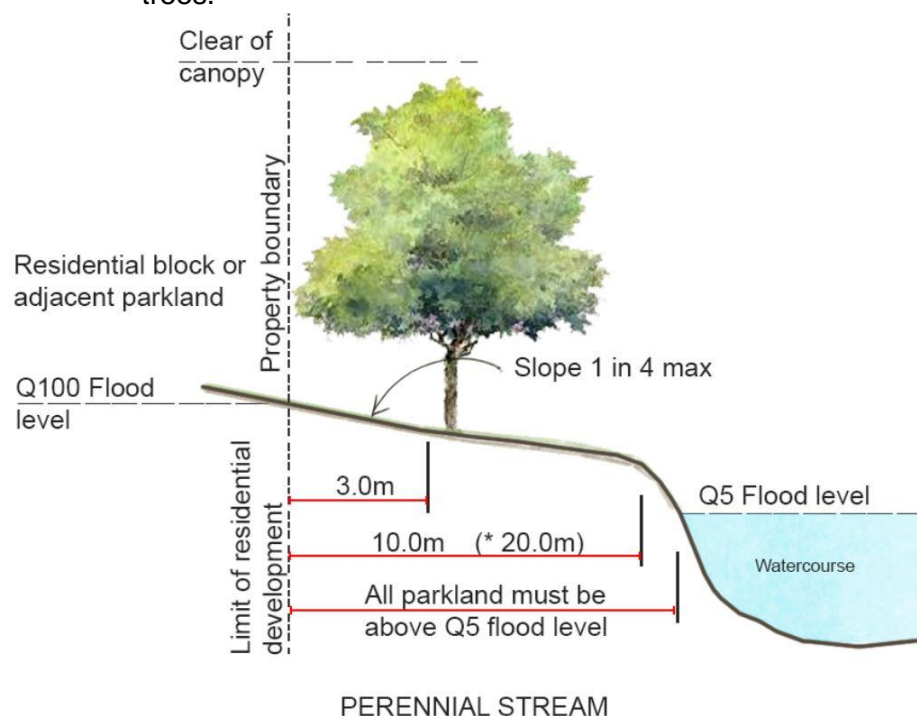 trees.
Clear of
canopy
Property boundary
Residential block or
adjacent parkland
Slope 1 in 4 max
Q100 Flood
level
Limit of residential
development
3.0m
Q5 Flood level
10.0m (* 20.0m)
Watercourse
All parkland must be
above Q5 flood level
PERENNIAL STREAM